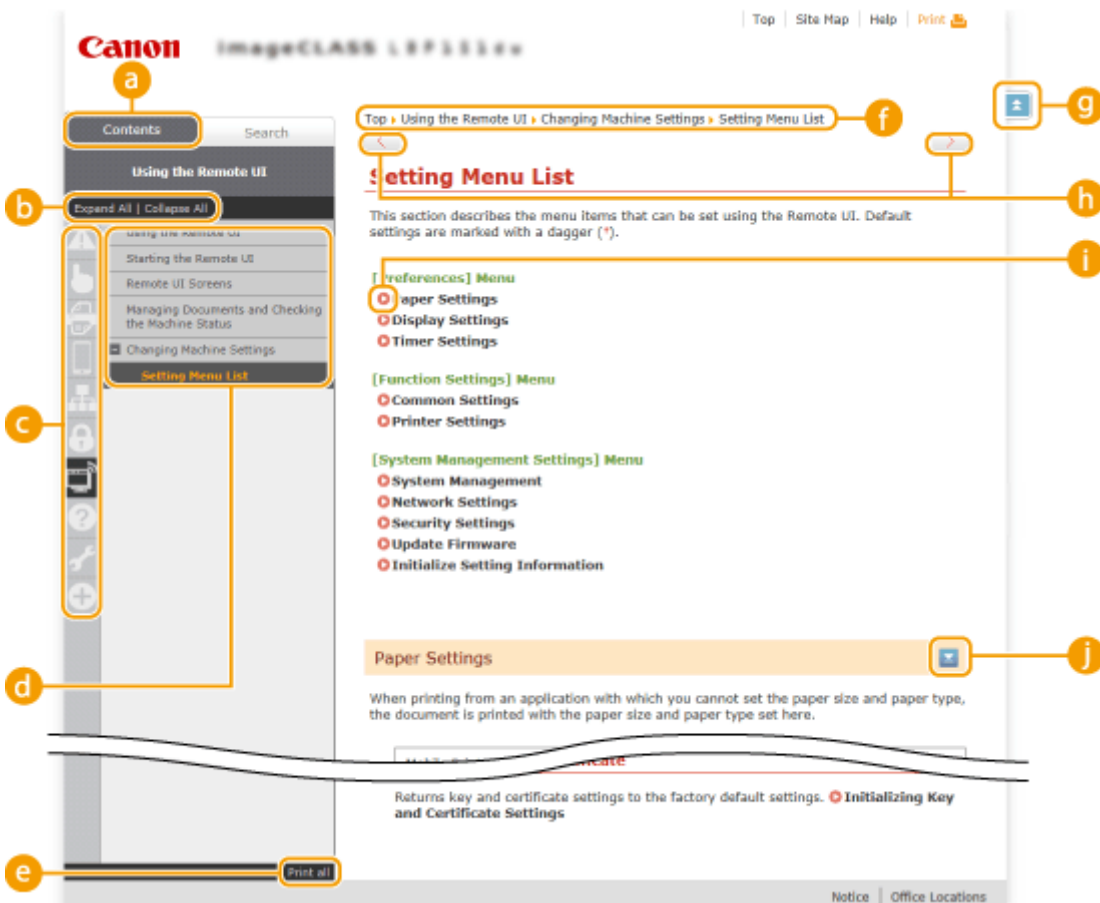 Top | Site Map | Help | Print
Canon
a
g
Contents
Search
Top Using the Remote UI Changing Machine Settings Setting Menu List
f
Using the Remote UI
Setting Menu List
h
b
Expand All | Collapse All
This section describes the menu items that can be set using the Remote UI. Default
settings are marked with a dagger (*).
Using the Remote UI
Starting the Remote UI
Remote UI Screens
Managing Documents and Checking
the Machine Status
Changing Machine Settings
Setting Menu List
i
[Preferences] Menu
Paper Settings
Display Settings
Timer Settings
[Function Settings] Menu
Common Settings
Printer Settings
c
[System Management Settings] Menu
System Management
Network Settings
Security Settings
Update Firmware
Initialize Setting Information
Paper Settings
j
d
When printing from an application with which you cannot set the paper size and paper type,
the document is printed with the paper size and paper type set here.
Returns key and certificate settings to the factory default settings. Initializing Key
and Certificate Settings
e
Print all
Notice | Office Locations